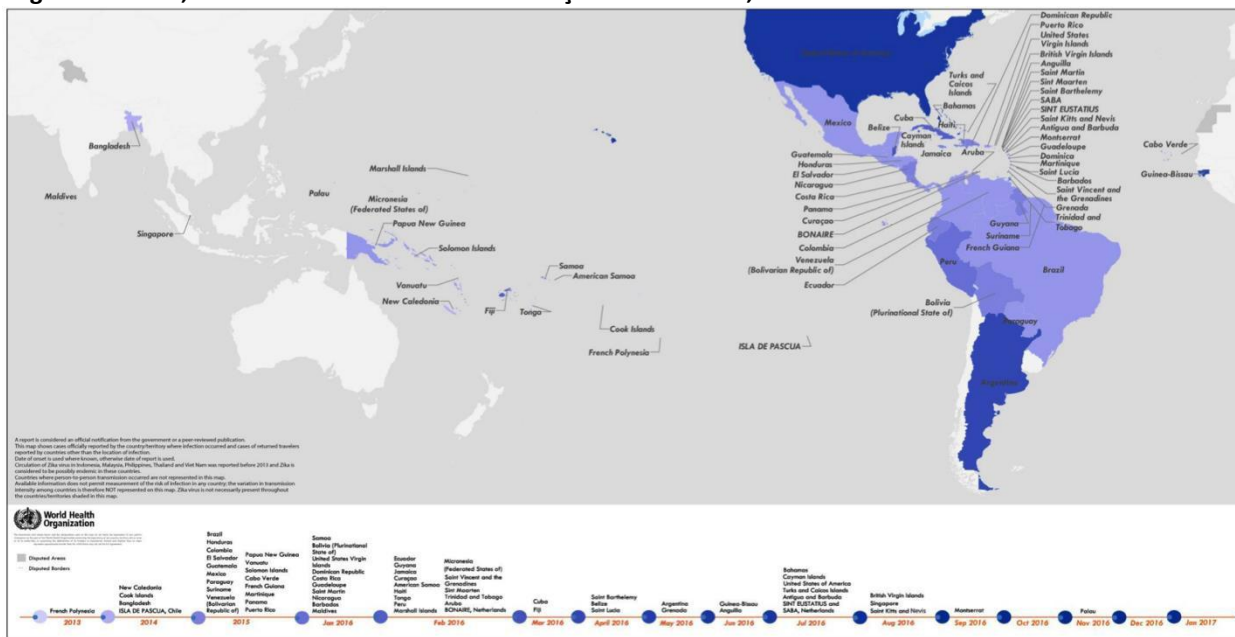 Dominican Republic
Puerto Rico
United States
Virgin Islands
British Virgin Islands
Anguilla
Saint Martin
Sint Maarten
Saint Barthelemy
SABA
SINT EUSTATIUS
Saint Kitts and Nevis
Antigua and Barbuda
Montserrat
Guadeloupe
Dominica
Martinique
Saint Lucia
Barbados
Saint Vincent and
the Grenadines
Grenada
Trinidad and
Tobago
Turks and
Caicos
Islands
Bahamas
Cuba
Haiti
Mexico
Belize
Cayman
Islands
Jamaica
Aruba
Guatemala
Honduras
El Salvador
Nicaragua
Costa Rica
Panama
Curaçao
BONAIRE
Colombia
Venezuela
(Bolivarian Republic of)
Ecuador
Guyana
Suriname
French Guiana
Peru
Brazil
Bolivia
(Plurinational State of)
Paraguay
Argentina
Cabo Verde
Guinea-Bissau
Bangladesh
Maldives
Singapore
Palau
Marshall Islands
Micronesia
(Federated States of)
Papua New Guinea
Solomon Islands
Vanuatu
New Caledonia
Fiji
Samoa
American Samoa
Tonga
Cook Islands
French Polynesia
ISLA DE PASCUA
A report is considered an official notification from the government or a peer-reviewed publication.
This map shows cases officially reported by the country/territory where infection occurred and cases of returned travelers
reported by countries other than the location of infection.
Date of onset is used where known, otherwise date of report is used.
Circulation of Zika virus in Indonesia, Malaysia, Philippines, Thailand and Viet Nam was reported before 2013 and Zika is
considered to be possibly endemic in these countries.
Countries where person-to-person transmission occurred are not represented in this map.
Available information does not permit measurement of the risk of infection in any country; the variation in transmission
intensity among countries is therefore NOT represented on this map. Zika virus is not necessarily present throughout
the countries/territories shaded in this map.
World Health
Organization
Disputed Areas
Disputed Borders
French Polynesia
2013
New Caledonia
Cook Islands
Bangladesh
ISLA DE PASCUA, Chile
2014
Brazil
Honduras
Colombia
El Salvador
Guatemala
Mexico
Paraguay
Suriname
Venezuela
(Bolivarian
Republic of)
Papua New Guinea
Vanuatu
Solomon Islands
Cabo Verde
French Guiana
Martinique
Panama
Puerto Rico
2015
Samoa
Bolivia (Plurinational
State of)
United States Virgin
Islands
Dominican Republic
Costa Rica
Guadeloupe
Saint Martin
Nicaragua
Barbados
Maldives
Jan 2016
Ecuador
Guyana
Jamaica
Curaçao
American Samoa
Haiti
Tonga
Peru
Marshall Islands
Micronesia
(Federated States of)
Saint Vincent and the
Grenadines
Sint Maarten
Trinidad and Tobago
Aruba
BONAIRE, Netherlands
Feb 2016
Cuba
Fiji
Mar 2016
Saint Barthelemy
Belize
Saint Lucia
April 2016
Argentina
Grenada
May 2016
Guinea-Bissau
Anguilla
Jun 2016
Bahamas
Cayman Islands
United States of America
Turks and Caicos Islands
Antigua and Barbuda
SINT EUSTATIUS and
SABA, Netherlands
Jul 2016
British Virgin Islands
Singapore
Saint Kitts and Nevis
Aug 2016
Montserrat
Sep 2016
Oct 2016
Palau
Nov 2016
Dec 2016
Jan 2017